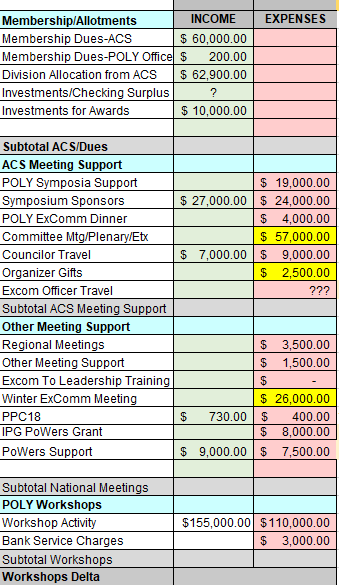 Membership/Allotments INCOME EXPENSES
Membership Dues-ACS $ 60,000.00
Membership Dues-POLY Office $ 200.00
Division Allocation from ACS $ 62,900.00
Investments/Checking Surplus ?
Investments for Awards $ 10,000.00
Subtotal ACS/Dues
ACS Meeting Support
POLY Symposia Support $ 19,000.00
Symposium Sponsors $ 27,000.00 $ 24,000.00
POLY ExComm Dinner $ 4,000.00
Committee Mtg/Plenary/Etx $ 57,000.00
Councilor Travel $ 7,000.00 $ 9,000.00
Organizer Gifts $ 2,500.00
Excom Officer Travel ???
Subtotal ACS Meeting Support
Other Meeting Support
Regional Meetings $ 3,500.00
Other Meeting Support $ 1,500.00
Excom To Leadership Training $ -
Winter ExComm Meeting $ 26,000.00
PPC18 $ 730.00 $ 400.00
IPG PoWers Grant $ 8,000.00
PoWers Support $ 9,000.00 $ 7,500.00
Subtotal National Meetings
POLY Workshops
Workshop Activity $155,000.00 $110,000.00
Bank Service Charges $ 3,000.00
Subtotal Workshops
Workshops Delta